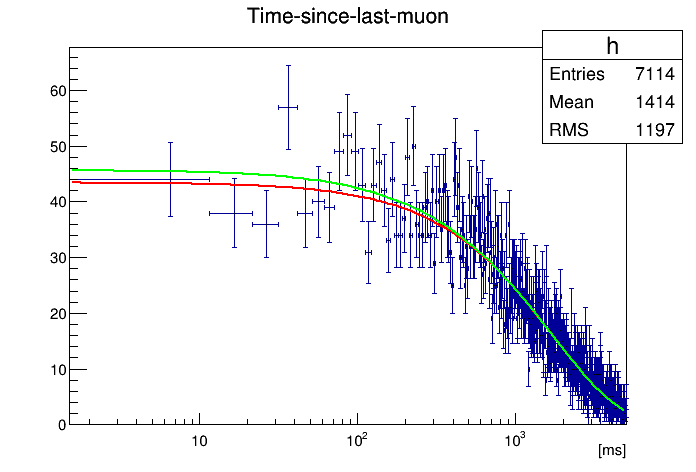 Time-since-last-muon
h
Entries 7114
Mean 1414
RMS 1197
60
50
40
30
20
10
0
10 10² 10³
[ms]